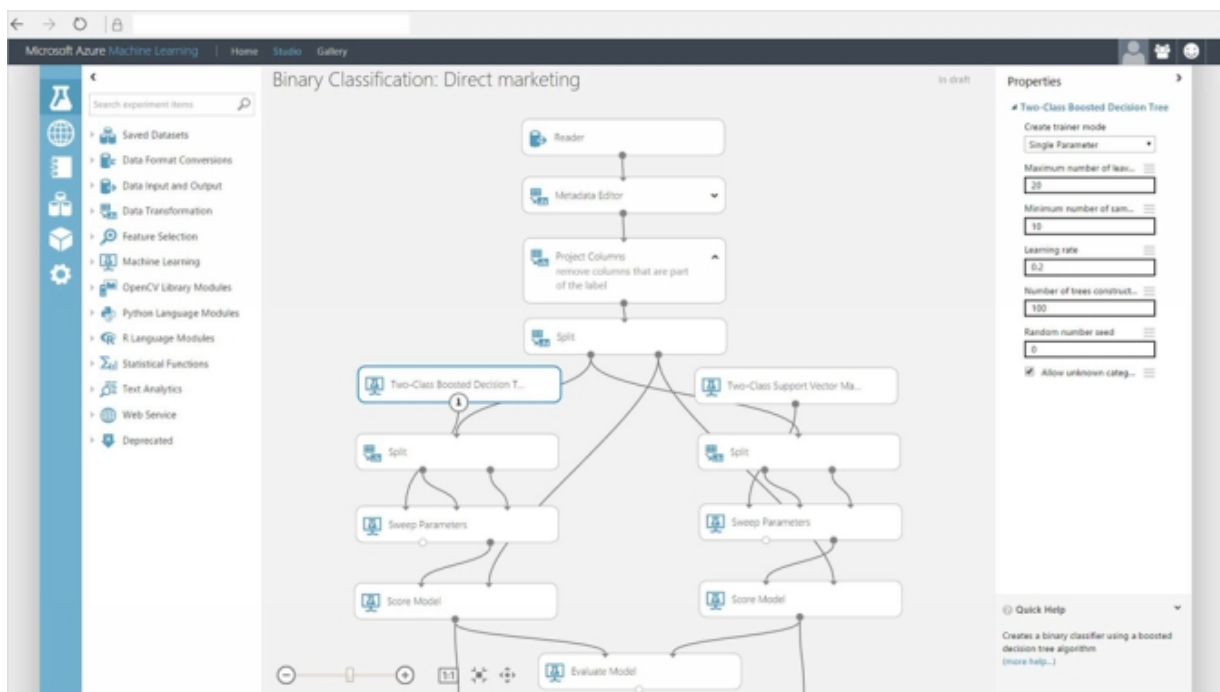 Microsoft Azure Machine Learning | Home Studio Gallery
Search experiment items
Saved Datasets
Data Format Conversions
Data Input and Output
Data Transformation
Feature Selection
Machine Learning
OpenCV Library Modules
Python Language Modules
R Language Modules
Statistical Functions
Text Analytics
Web Service
Deprecated
Binary Classification: Direct marketing
In draft
Reader
Metadata Editor
Project Columns
remove columns that are part
of the label
Split
Two-Class Boosted Decision T...
1
Two-Class Support Vector Ma...
Split
Split
Sweep Parameters
Sweep Parameters
Score Model
Score Model
Evaluate Model
1:1
Properties
Two-Class Boosted Decision Tree
Create trainer mode
Single Parameter
Maximum number of leav...
20
Minimum number of sam...
10
Learning rate
0.2
Number of trees construct...
100
Random number seed
0
Allow unknown categ...
Quick Help
Creates a binary classifier using a boosted
decision tree algorithm
(more help...)